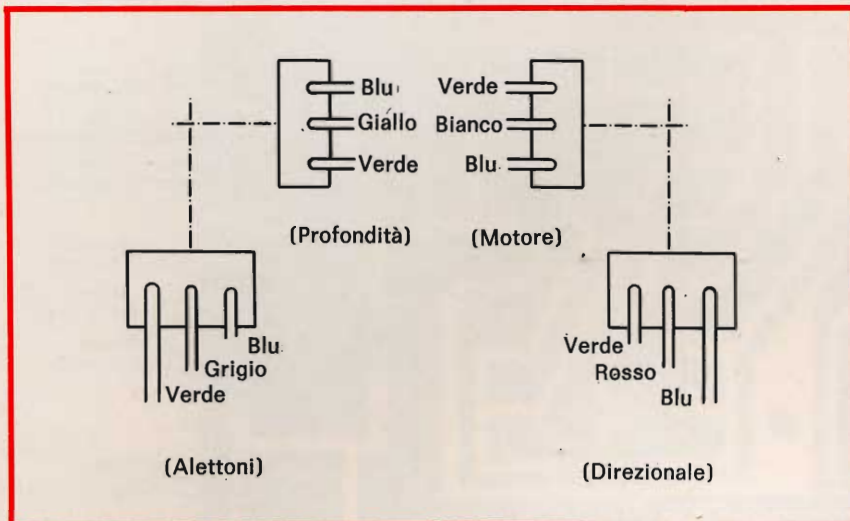 Blu
Giallo
Verde
(Profondità)
Verde
Bianco
Blu
(Motore)
Blu
Grigio
Verde
(Alettoni)
Verde
Rosso
Blu
(Direzionale)